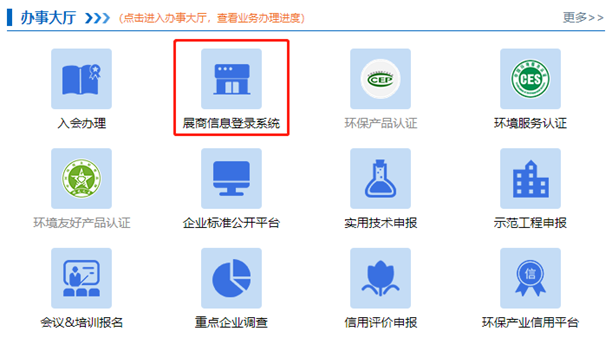 办事大厅 (点击进入办事大厅，查看业务办理进度) 更多>>
入会办理 展商信息登录系统 环保产品认证 环境服务认证
CEP CES
环境友好产品认证 企业标准公开平台 实用技术申报 示范工程申报
信
会议&培训报名 重点企业调查 信用评价申报 环保产业信用平台